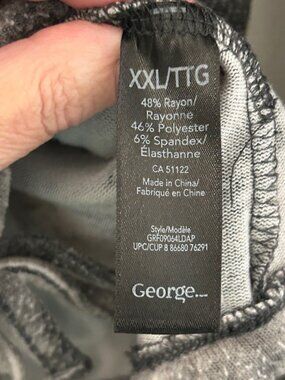 XXL/TTG
48% Rayon/
Rayonne
46% Polyester
6% Spandex/
Élasthanne
CA 51122
Made in China/
Fabriqué en Chine
Style/Modèle
GRF09064LDAP
UPC/CUP 8 86680 76291
George